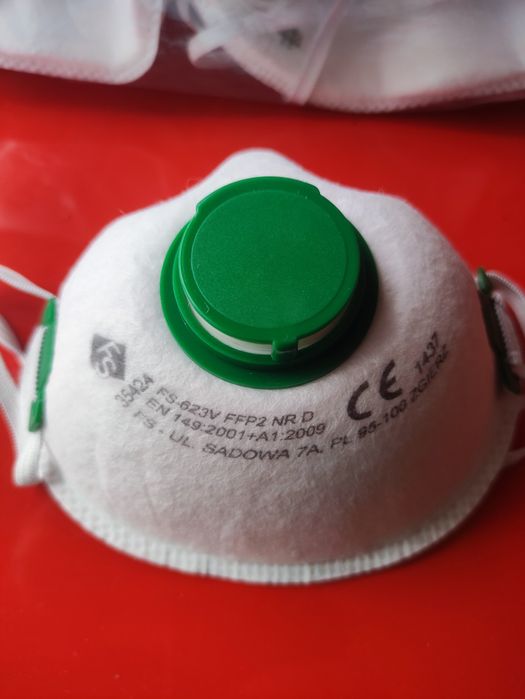 FS
35424 FS-623V FFP2 NR D
EN 149:2001+A1:2009
FS - UL. SADOWA 7A. PL 95-100 ZGIERZ
CE 1437